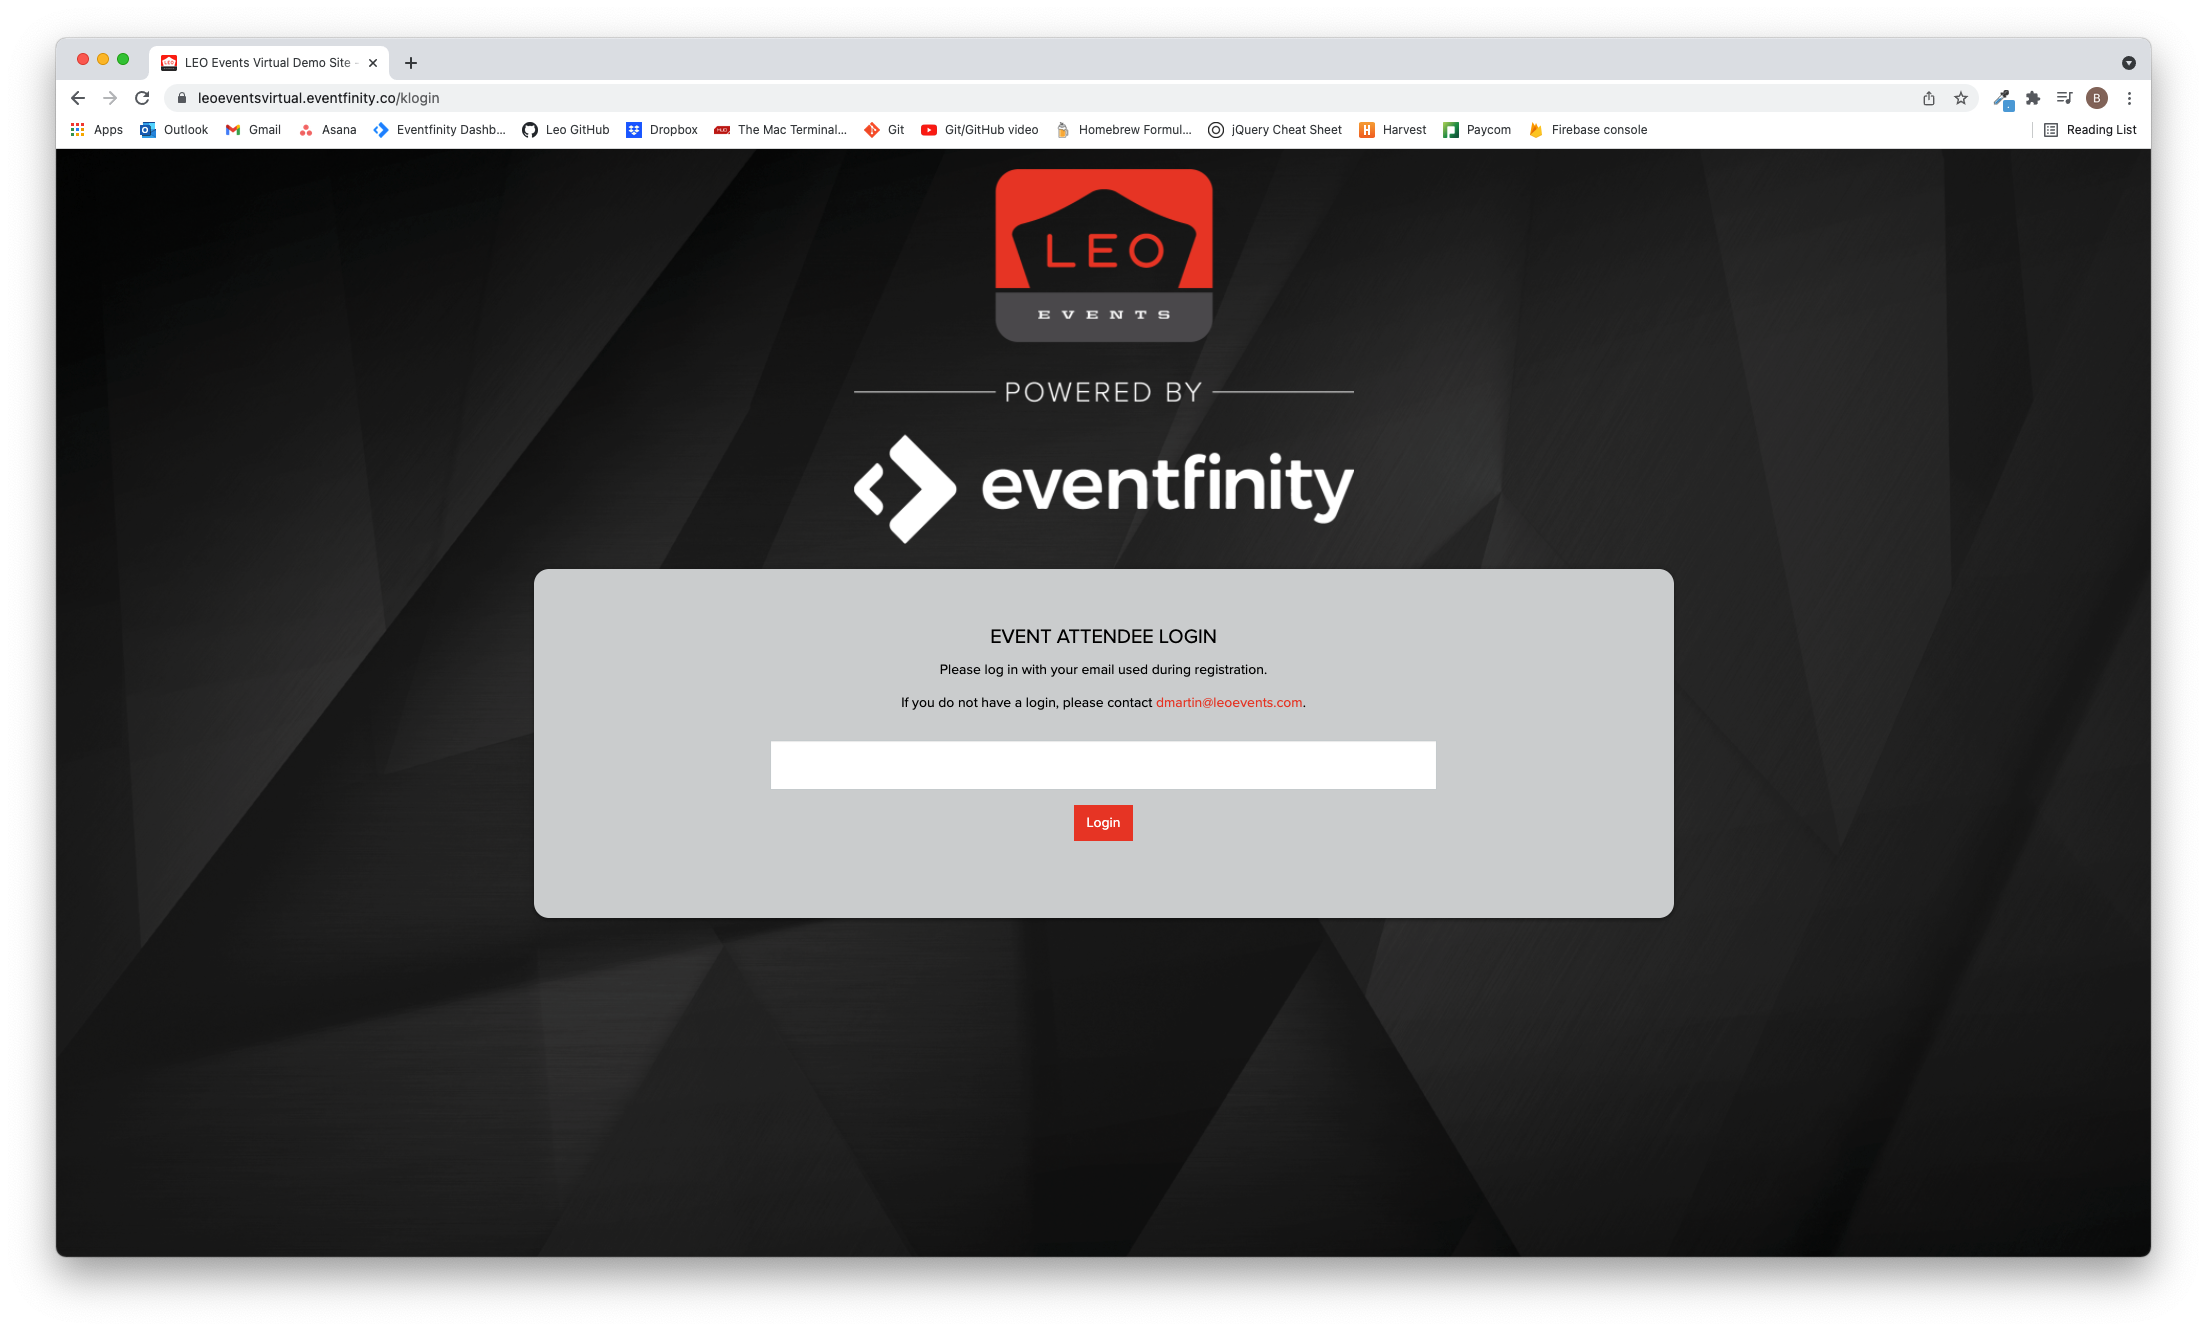 LEO Events Virtual Demo Site -
leoeventsvirtual.eventfinity.co/klogin
B
Apps Outlook Gmail Asana Eventfinity Dashb... Leo GitHub Dropbox The Mac Terminal... Git Git/GitHub video Homebrew Formul... jQuery Cheat Sheet Harvest Paycom Firebase console Reading List
LEO
EVENTS
POWERED BY
eventfinity
EVENT ATTENDEE LOGIN
Please log in with your email used during registration.
If you do not have a login, please contact dmartin@leoevents.com.
Login